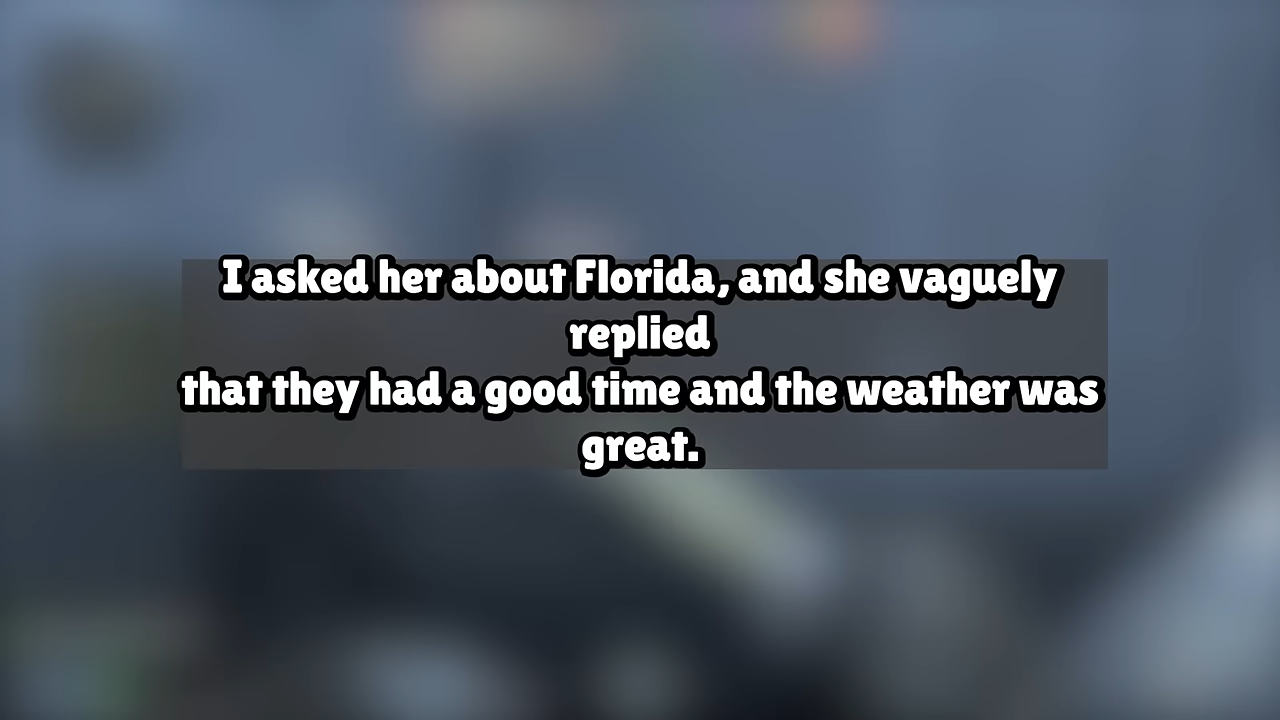 I asked her about Florida, and she vaguely
replied
that they had a good time and the weather was
great.